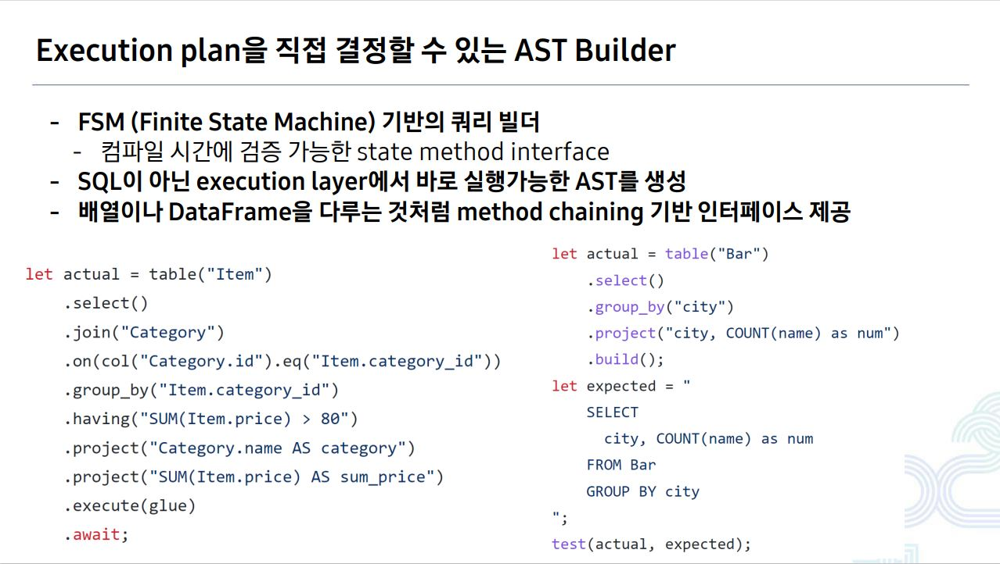 Execution plan을 직접 결정할 수 있는 AST Builder
- FSM (Finite State Machine) 기반의 쿼리 빌더
- 컴파일 시간에 검증 가능한 state method interface
- SQL이 아닌 execution layer에서 바로 실행가능한 AST를 생성
- 배열이나 DataFrame을 다루는 것처럼 method chaining 기반 인터페이스 제공
let actual = table("Item")
    .select()
    .join("Category")
    .on(col("Category.id").eq("Item.category_id"))
    .group_by("Item.category_id")
    .having("SUM(Item.price) > 80")
    .project("Category.name AS category")
    .project("SUM(Item.price) AS sum_price")
    .execute(glue)
    .await;
let actual = table("Bar")
    .select()
    .group_by("city")
    .project("city, COUNT(name) as num")
    .build();
let expected = "
    SELECT
      city, COUNT(name) as num
    FROM Bar
    GROUP BY city
";
test(actual, expected);